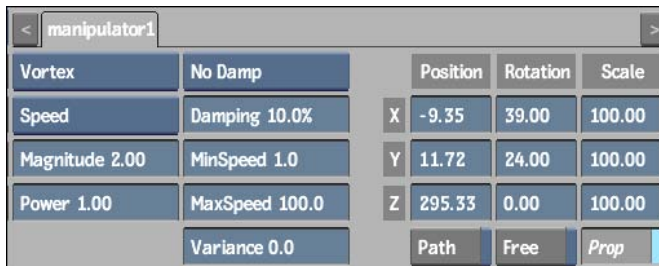 < manipulator1 >
Vortex No Damp Position Rotation Scale
Speed Damping 10.0% X -9.35 39.00 100.00
Magnitude 2.00 MinSpeed 1.0 Y 11.72 24.00 100.00
Power 1.00 MaxSpeed 100.0 Z 295.33 0.00 100.00
Variance 0.0 Path Free Prop